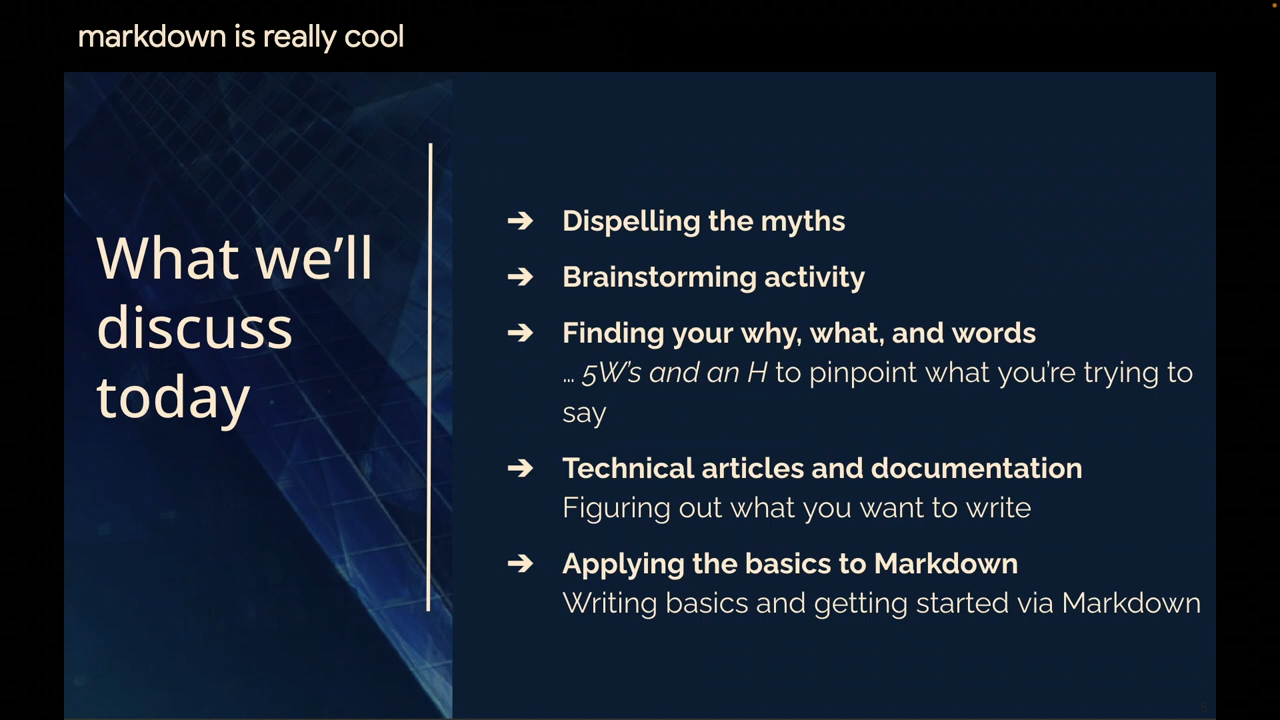 markdown is really cool
What we’ll
discuss
today
➔ Dispelling the myths
➔ Brainstorming activity
➔ Finding your why, what, and words
… 5W’s and an H to pinpoint what you’re trying to
say
➔ Technical articles and documentation
Figuring out what you want to write
➔ Applying the basics to Markdown
Writing basics and getting started via Markdown